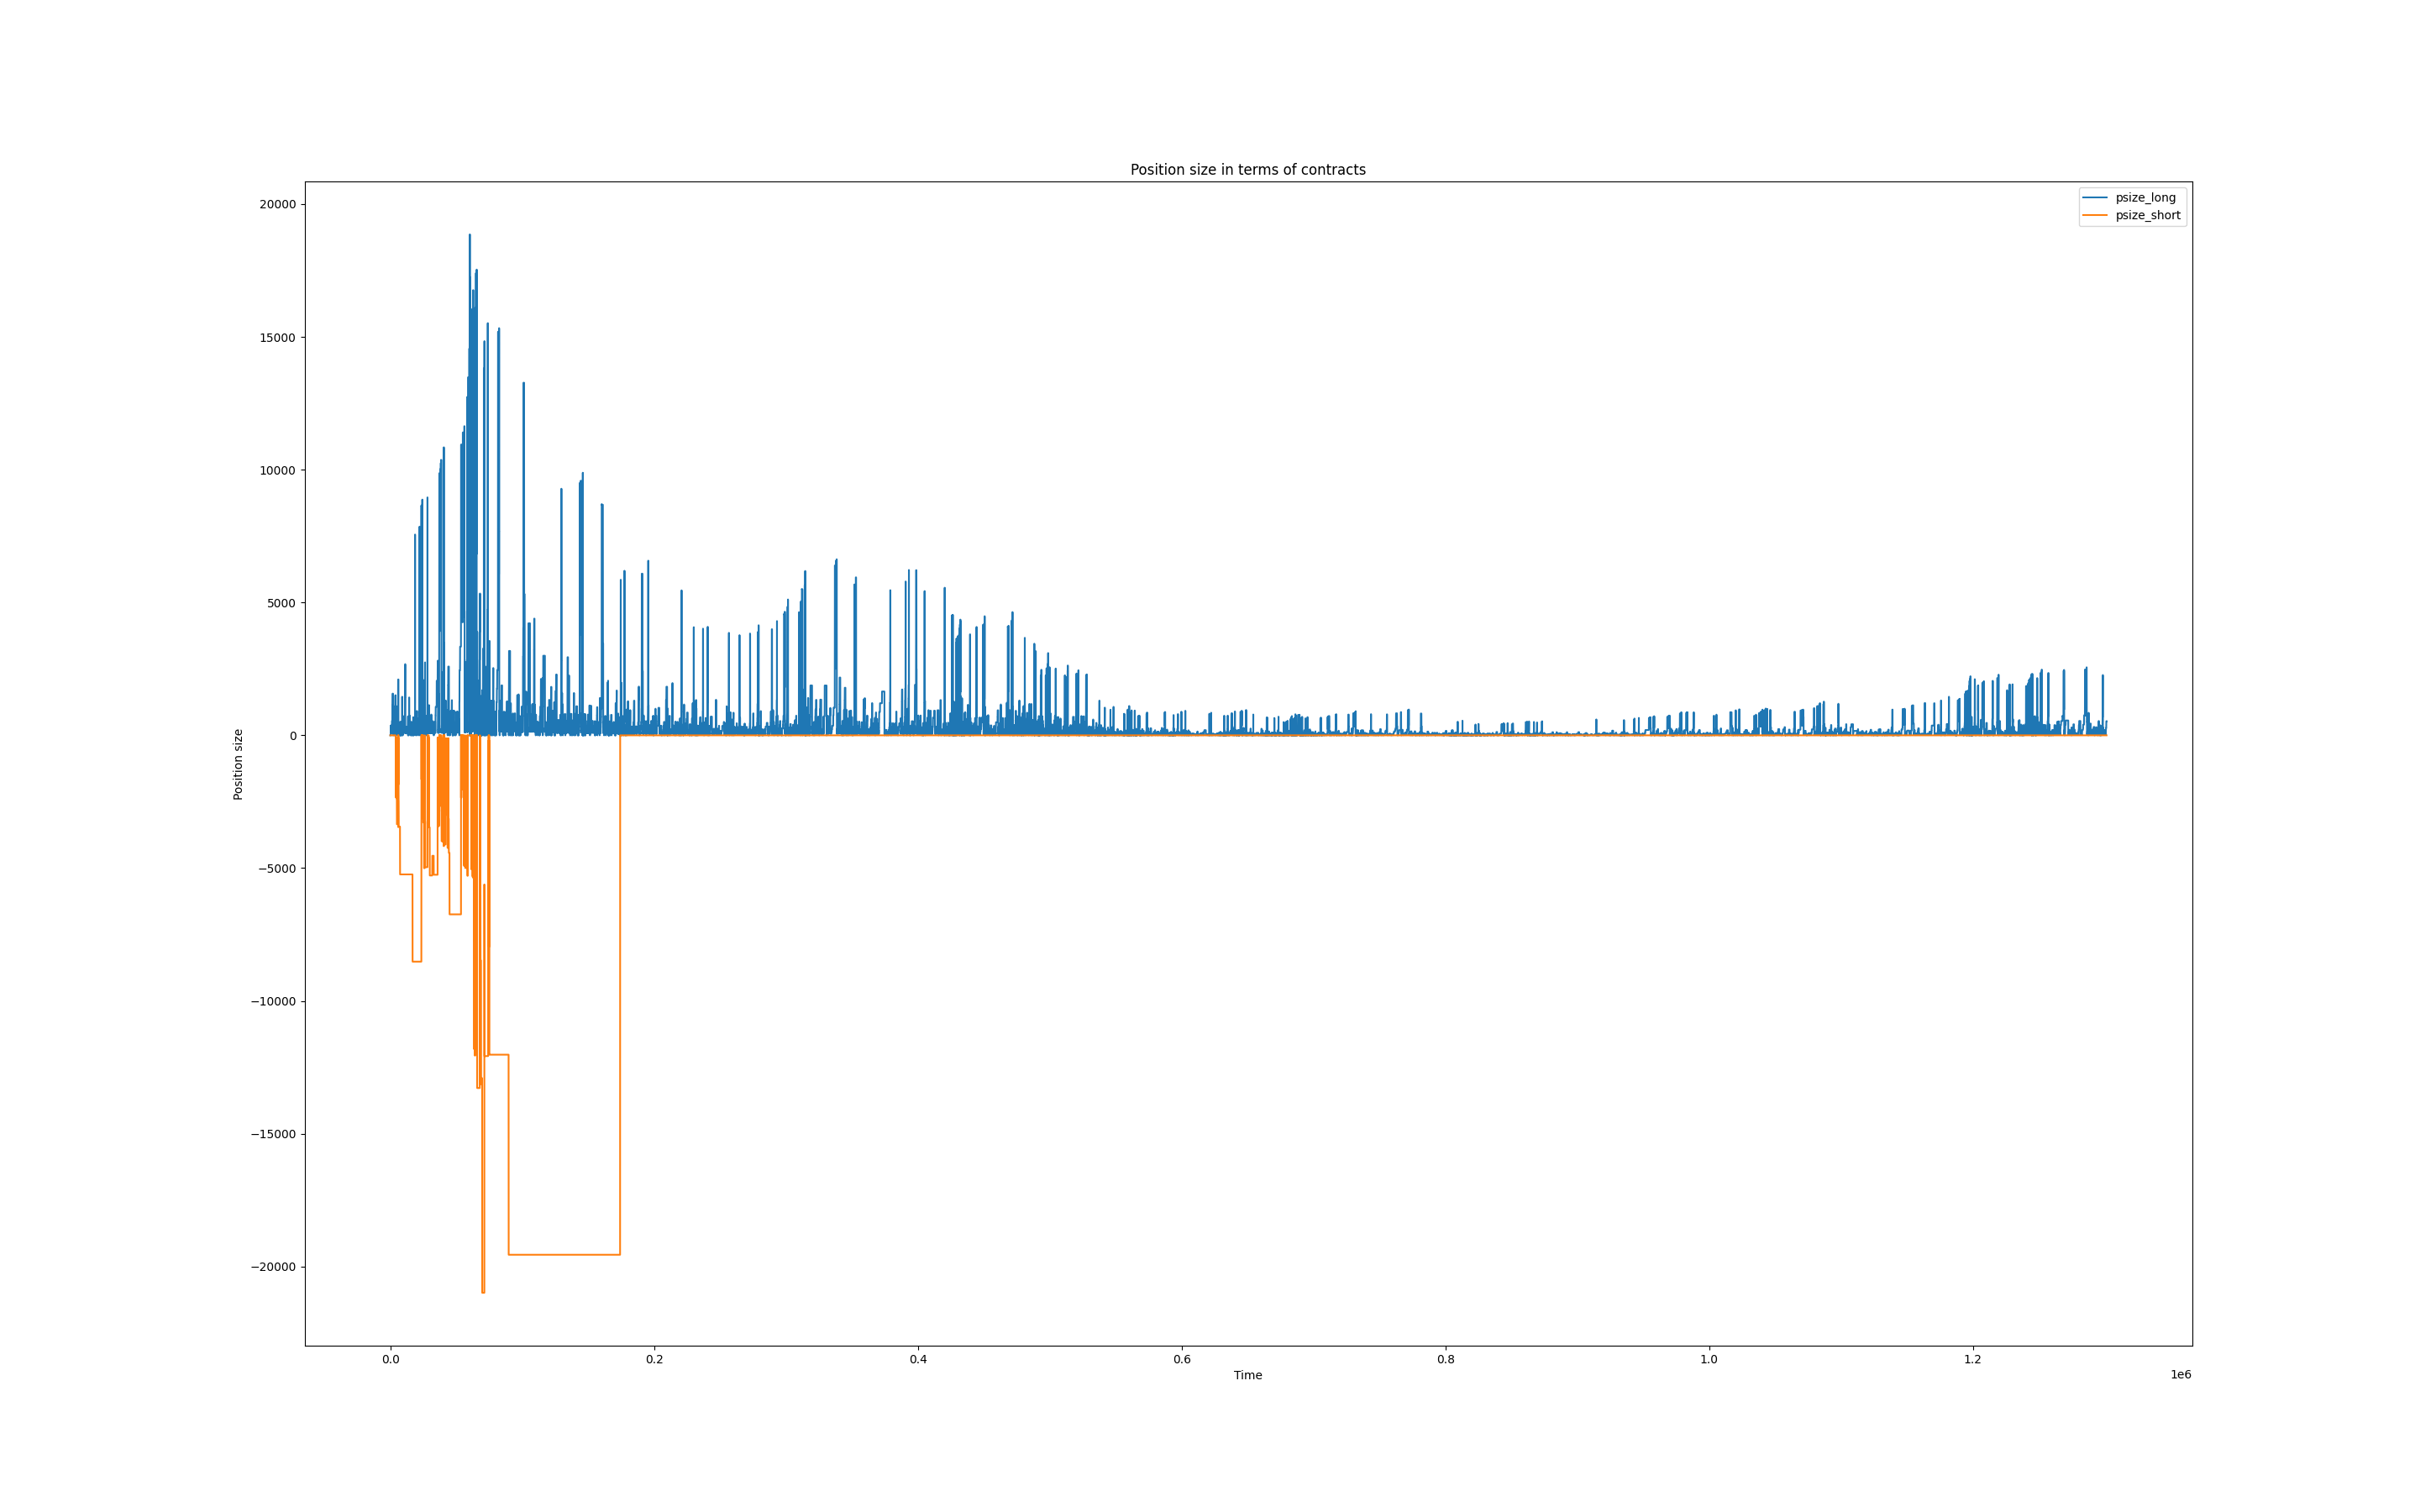 Position size in terms of contracts
psize_long
psize_short
20000
15000
10000
5000
0
−5000
−10000
−15000
−20000
Position size
0.0 0.2 0.4 0.6 0.8 1.0 1.2
Time
1e6